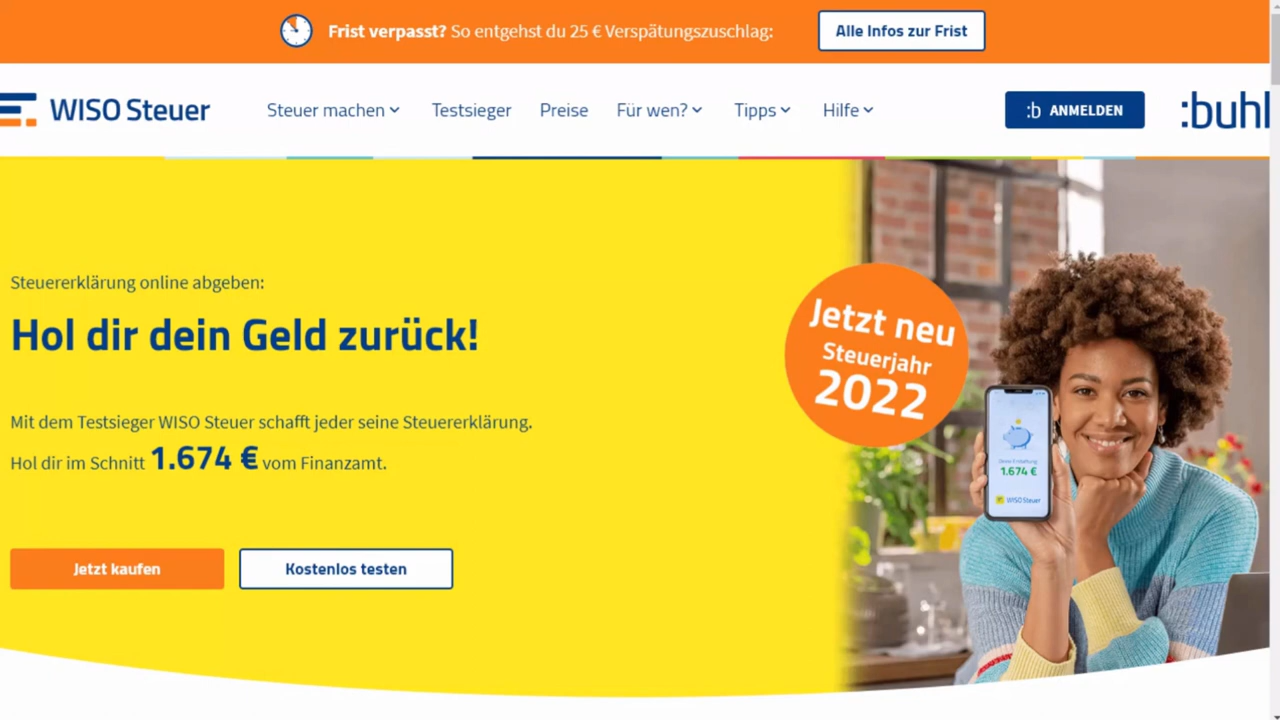 Frist verpasst? So entgehst du 25 € Verspätungszuschlag:
Alle Infos zur Frist
WISO Steuer
Steuer machen
Testsieger
Preise
Für wen?
Tipps
Hilfe
:b ANMELDEN
:buhl
Steuererklärung online abgeben:
Hol dir dein Geld zurück!
Mit dem Testsieger WISO Steuer schafft jeder seine Steuererklärung.
Hol dir im Schnitt 1.674 € vom Finanzamt.
Jetzt kaufen
Kostenlos testen
Jetzt neu
Steuerjahr
2022
1.674 €
WISO Steuer